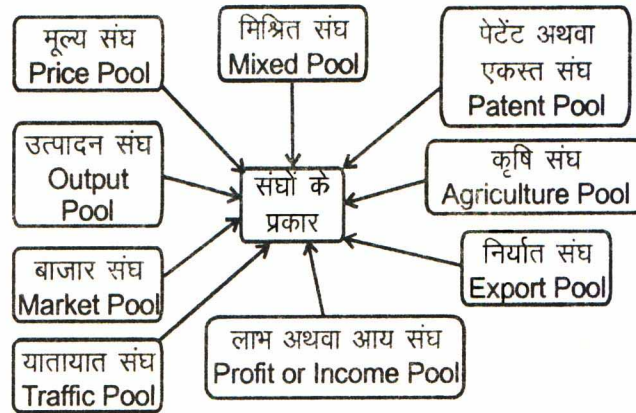 मूल्य संघ
Price Pool
मिश्रित संघ
Mixed Pool
पेटेंट अथवा
एकस्त संघ
Patent Pool
उत्पादन संघ
Output
Pool
संघों के
प्रकार
कृषि संघ
Agriculture Pool
बाजार संघ
Market Pool
निर्यात संघ
Export Pool
यातायात संघ
Traffic Pool
लाभ अथवा आय संघ
Profit or Income Pool